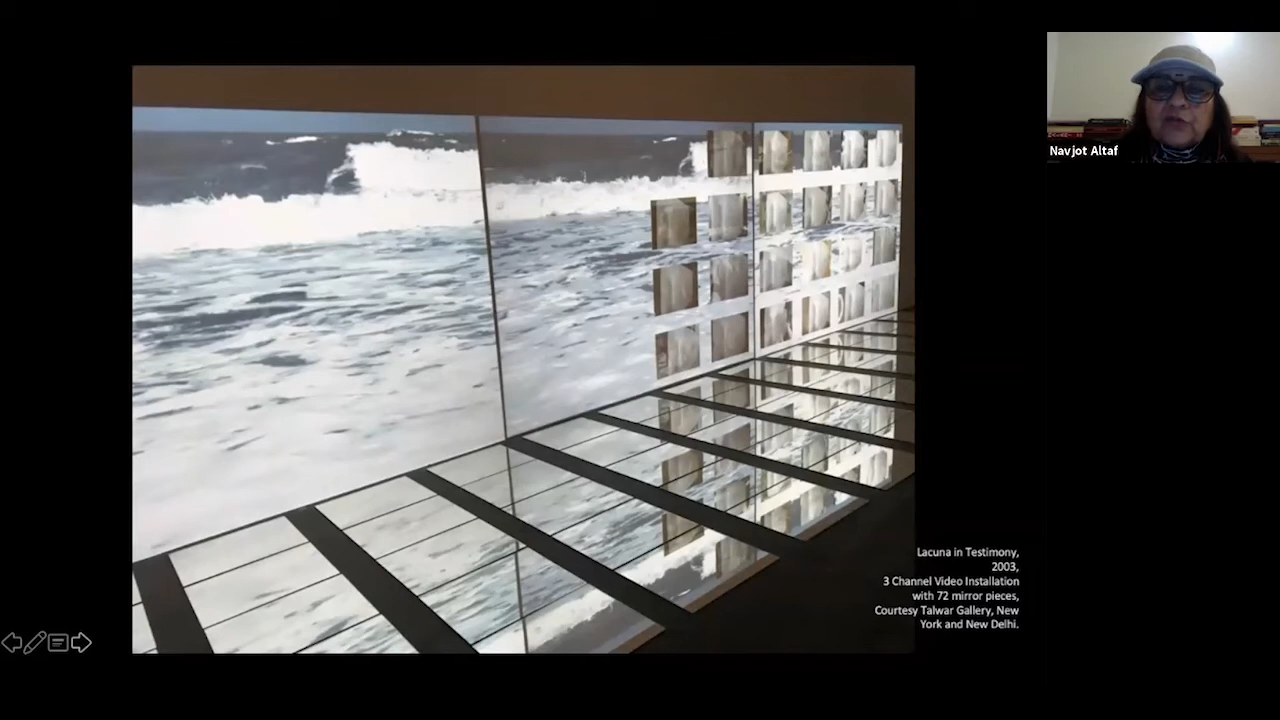 Navjot Altaf
Lacuna in Testimony,
2003,
3 Channel Video Installation
with 72 mirror pieces,
Courtesy Talwar Gallery, New
York and New Delhi.